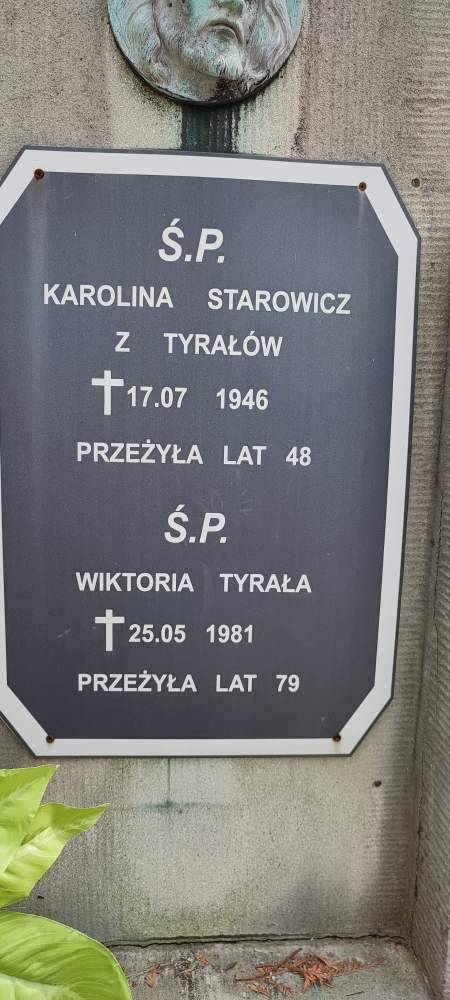 Ś.P.
KAROLINA STAROWICZ
Z TYRAŁÓW
17.07 1946
PRZEŻYŁA LAT 48
Ś.P.
WIKTORIA TYRAŁA
25.05 1981
PRZEŻYŁA LAT 79